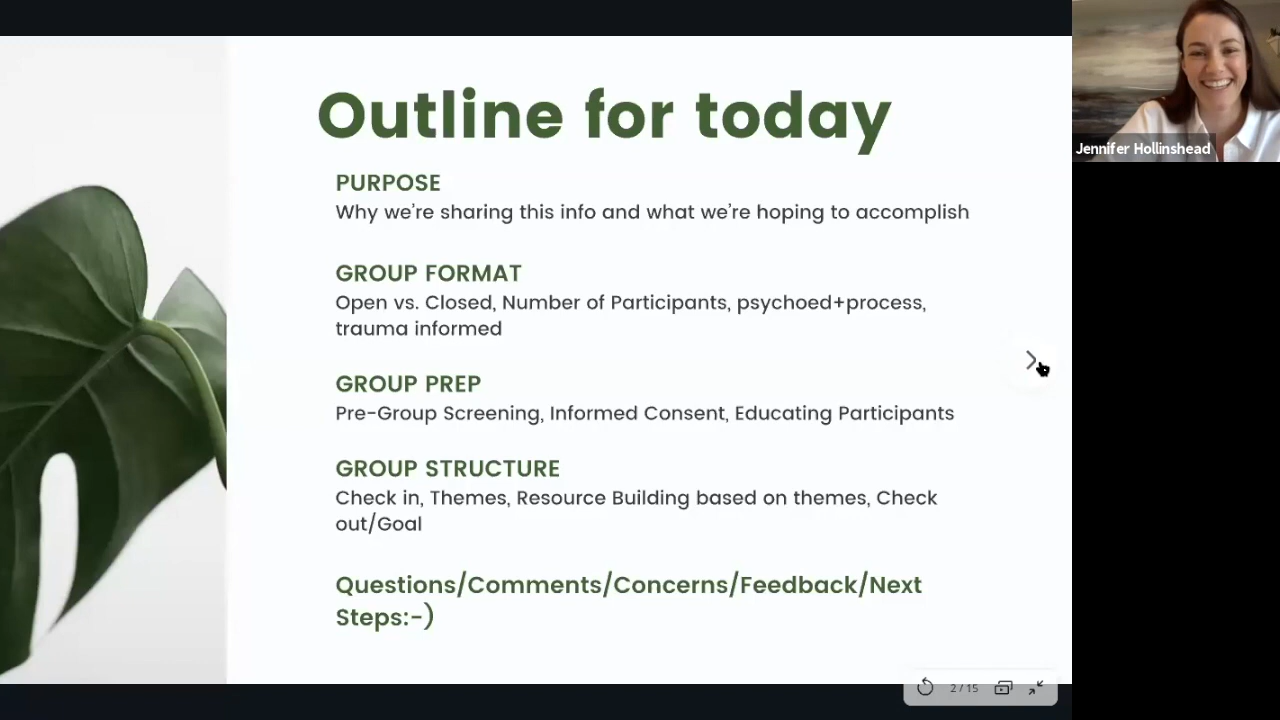 Outline for today
PURPOSE
Why we're sharing this info and what we're hoping to accomplish
GROUP FORMAT
Open vs. Closed, Number of Participants, psychoed+process,
trauma informed
GROUP PREP
Pre-Group Screening, Informed Consent, Educating Participants
GROUP STRUCTURE
Check in, Themes, Resource Building based on themes, Check
out/Goal
Questions/Comments/Concerns/Feedback/Next
Steps:-)
Jennifer Hollinshead
2 / 15